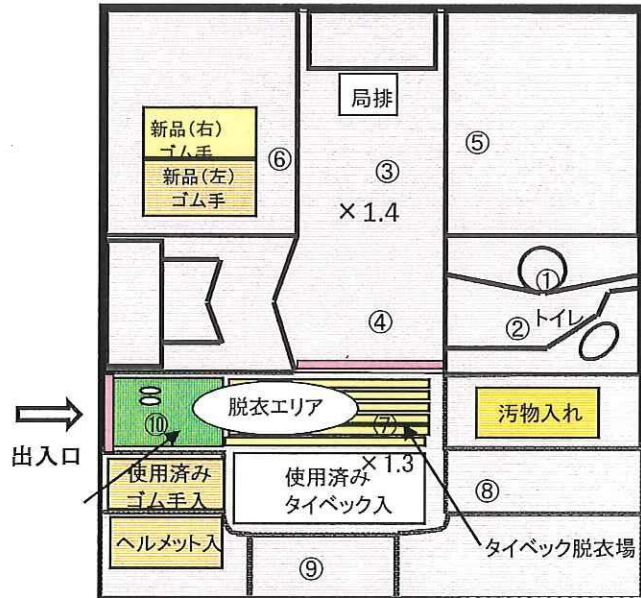 局排
新品(右)
ゴム手
新品(左)
ゴム手
⑥
③
⑤
×1.4
①
②トイレ
④
出入口
⑩
脱衣エリア
⑦
×1.3
汚物入れ
使用済み
ゴム手入
使用済み
タイベック入
⑧
ヘルメット入
タイベック脱衣場
⑨